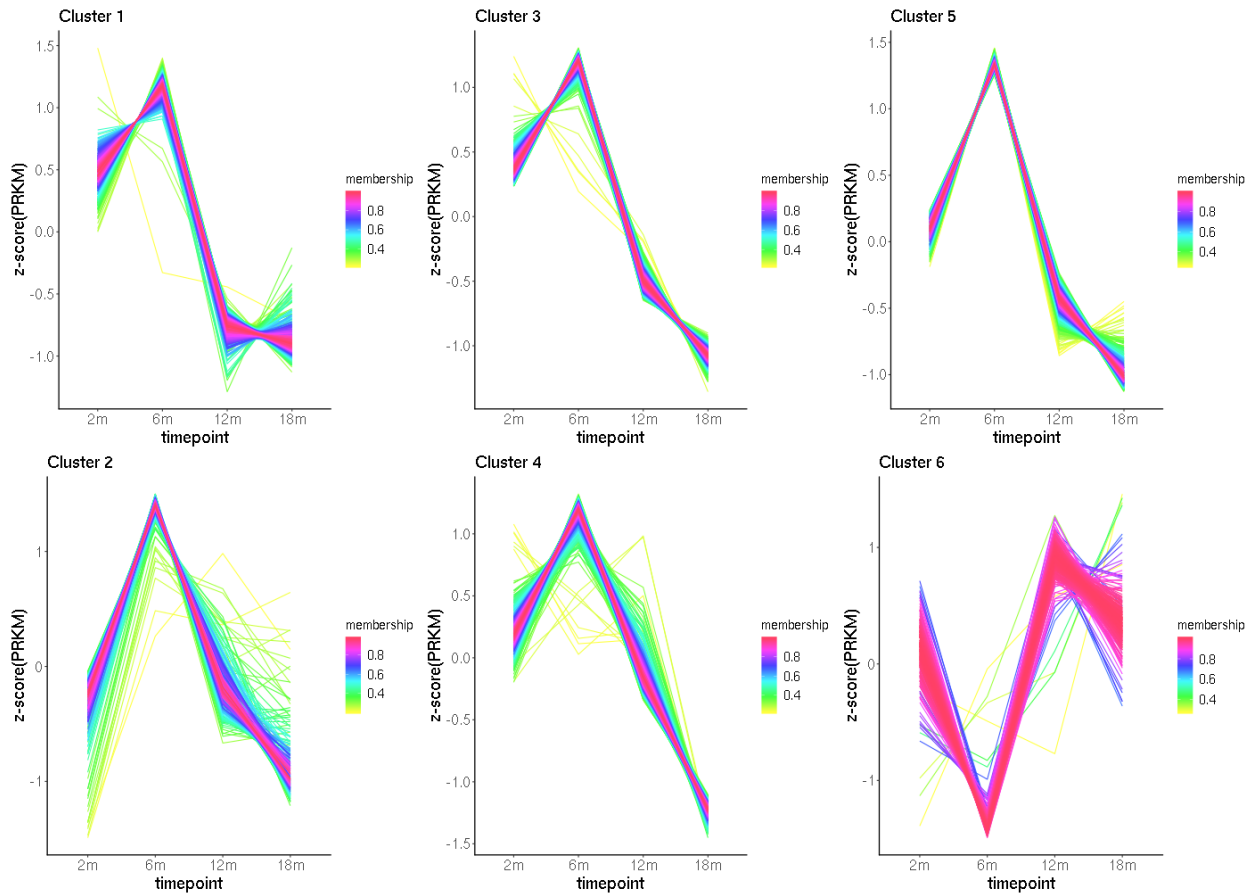 Cluster 1
z-score(PRKM)
1.5
1.0
0.5
0.0
-0.5
-1.0
2m 6m 12m 18m
timepoint
membership
0.8
0.6
0.4
Cluster 3
z-score(PRKM)
1.0
0.5
0.0
-0.5
-1.0
2m 6m 12m 18m
timepoint
membership
0.8
0.6
0.4
Cluster 5
z-score(PRKM)
1.5
1.0
0.5
0.0
-0.5
-1.0
2m 6m 12m 18m
timepoint
membership
0.8
0.6
0.4
Cluster 2
z-score(PRKM)
1
0
-1
2m 6m 12m 18m
timepoint
membership
0.8
0.6
0.4
Cluster 4
z-score(PRKM)
1.0
0.5
0.0
-0.5
-1.0
-1.5
2m 6m 12m 18m
timepoint
membership
0.8
0.6
0.4
Cluster 6
z-score(PRKM)
1
0
-1
2m 6m 12m 18m
timepoint
membership
0.8
0.6
0.4